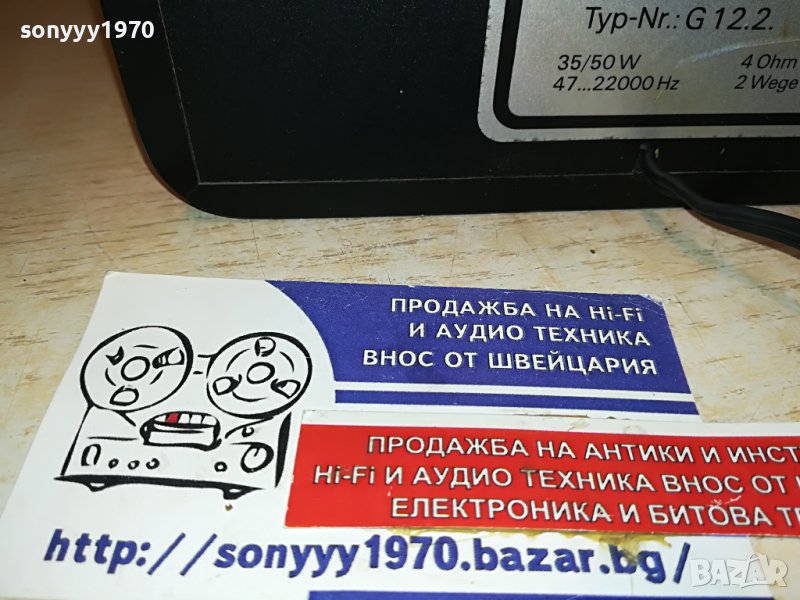 sonyyy1970
Typ-Nr.: G 12.2.
35/50 W 4 Ohm
47...22000 Hz 2 Wege
ПРОДАЖБА НА Hi-Fi
И АУДИО ТЕХНИКА
ВНОС ОТ ШВЕЙЦАРИЯ
ПРОДАЖБА НА АНТИКИ И ИНСТ
Hi-Fi И АУДИО ТЕХНИКА ВНОС ОТ
ЕЛЕКТРОНИКА И БИТОВА
http://sonyyy1970.bazar.bg/
BAZAR